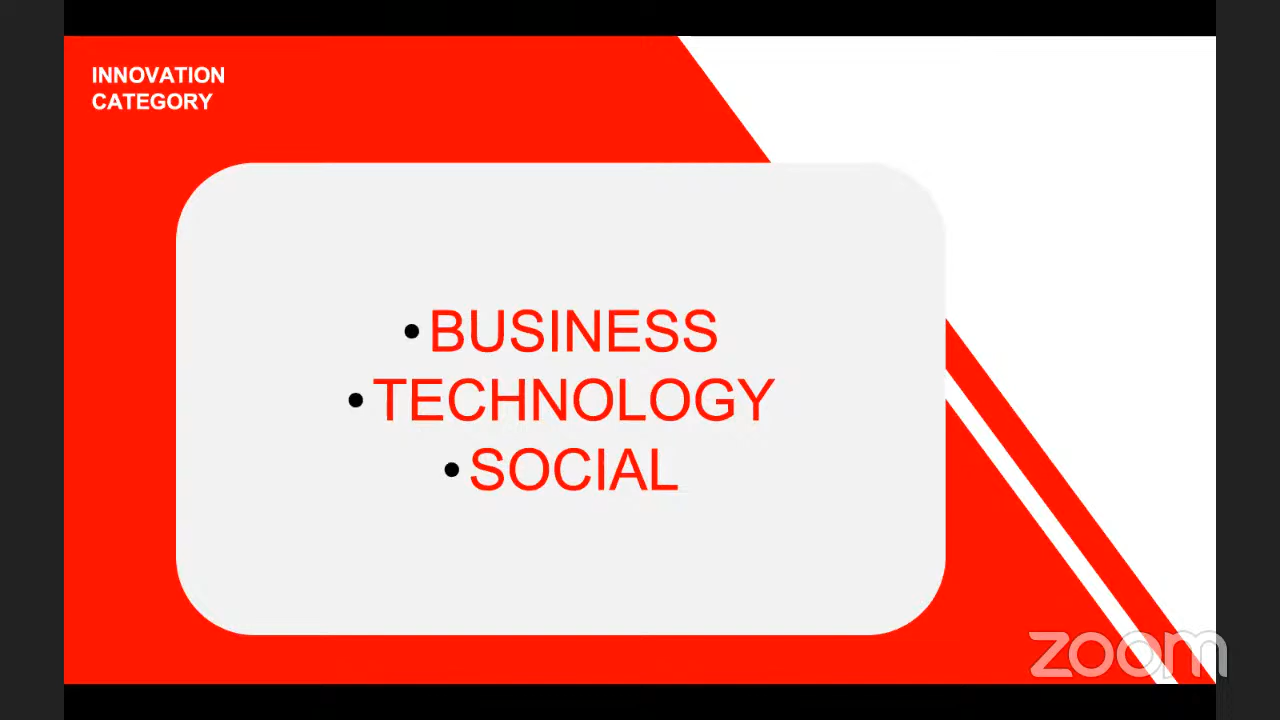 INNOVATION
CATEGORY
•BUSINESS
•TECHNOLOGY
•SOCIAL
zoom